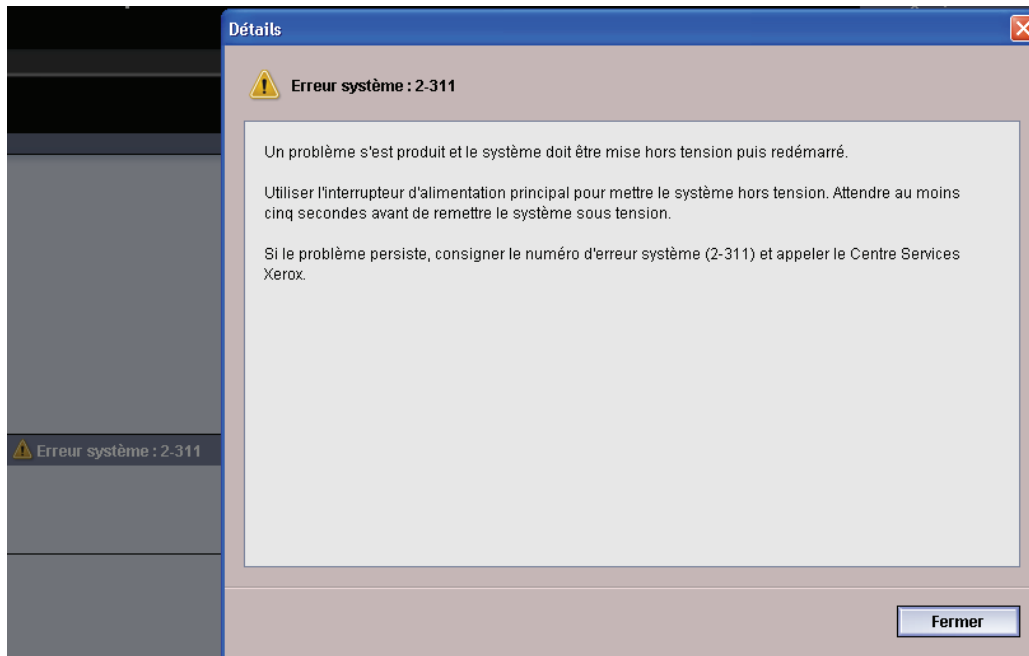 Détails
Erreur système : 2-311
Un problème s'est produit et le système doit être mise hors tension puis redémarré.
Utiliser l'interrupteur d'alimentation principal pour mettre le système hors tension. Attendre au moins
cinq secondes avant de remettre le système sous tension.
Si le problème persiste, consigner le numéro d'erreur système (2-311) et appeler le Centre Services
Xerox.
Erreur système : 2-311
Fermer